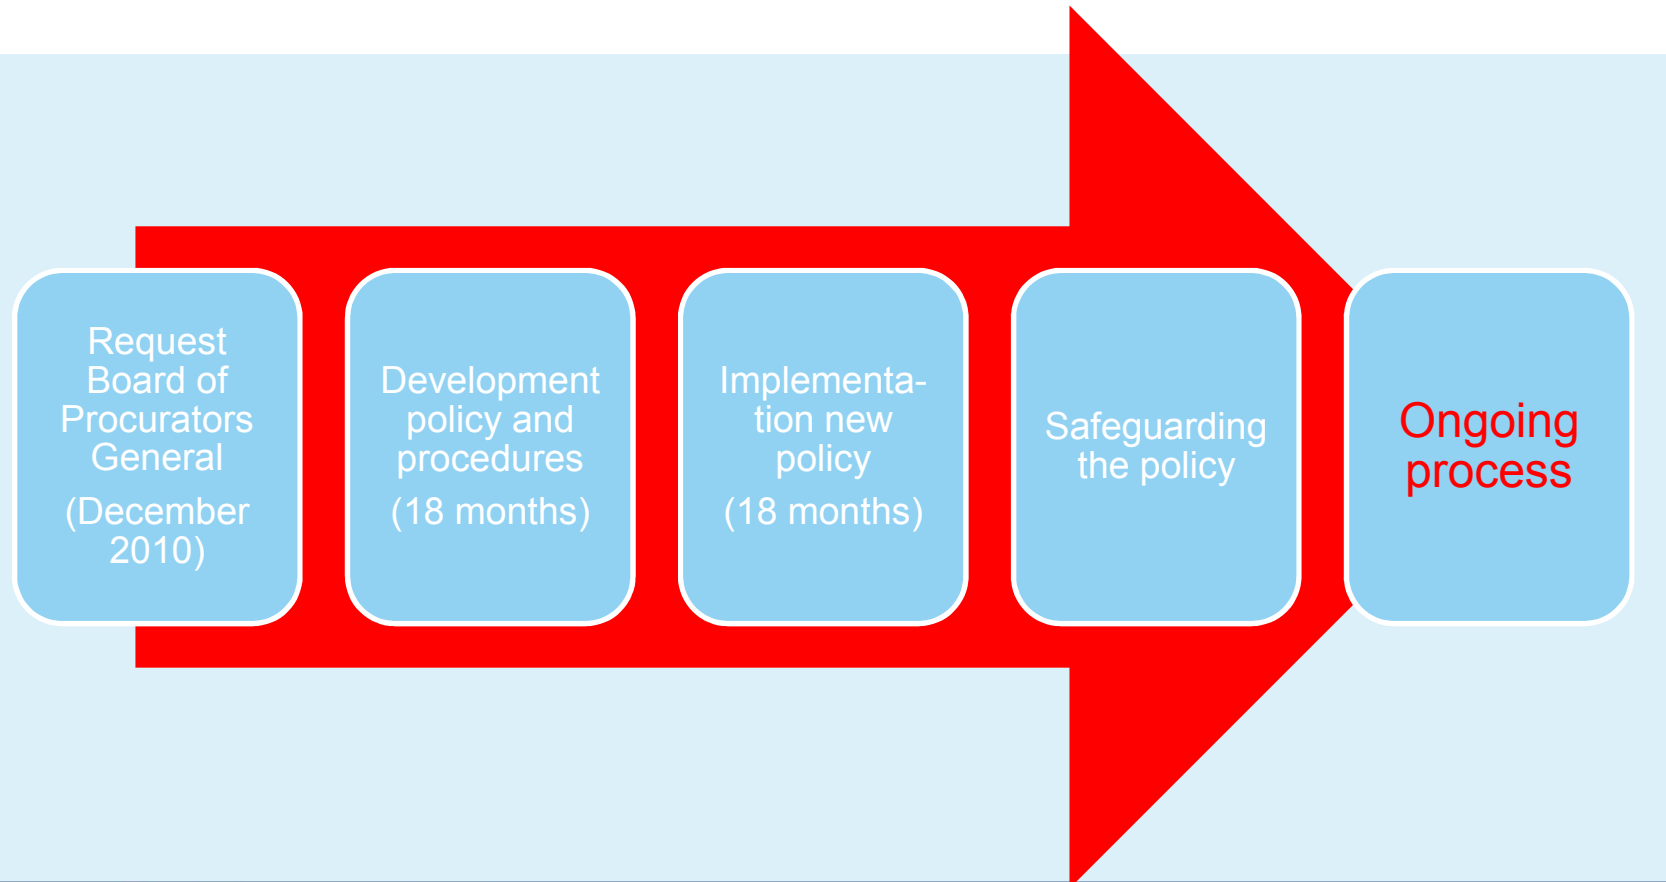 Request
Board of
Procurators
General
(December
2010)
Development
policy and
procedures
(18 months)
Implementa-
tion new
policy
(18 months)
Safeguarding
the policy
Ongoing
process